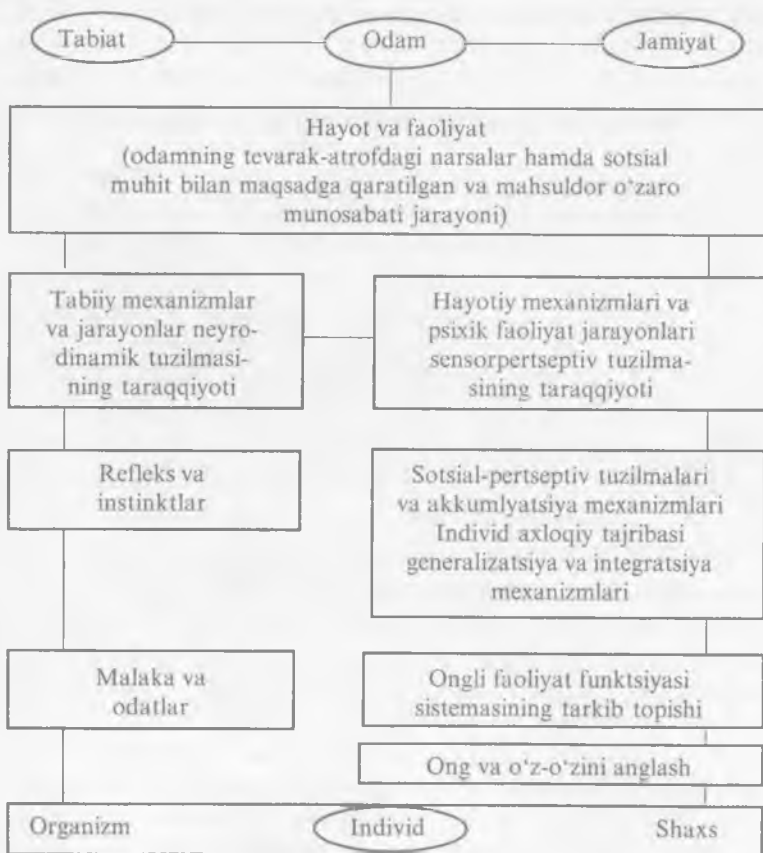 Tabiat Odam Jamiyat
Hayot va faoliyat
(odamning tevarak-atrofdagi narsalar hamda sotsial
muhit bilan maqsadga qaratilgan va mahsuldor o‘zaro
munosabati jarayoni)
Tabiiy mexanizmlar
va jarayonlar neyro-
dinamik tuzilmasi-
ning taraqqiyoti
Hayotiy mexanizmlari va
psixik faoliyat jarayonlari
sensorpertseptiv tuzilma-
sining taraqqiyoti
Refleks va
instinktlar
Sotsial-pertseptiv tuzilmalari
va akkumlyatsiya mexanizmlari
Individ axloqiy tajribasi
generalizatsiya va integratsiya
mexanizmlari
Malaka va
odatlar
Ongli faoliyat funktsiyasi
sistemasining tarkib topishi
Ong va o‘z-o‘zini anglash
Organizm Individ Shaxs